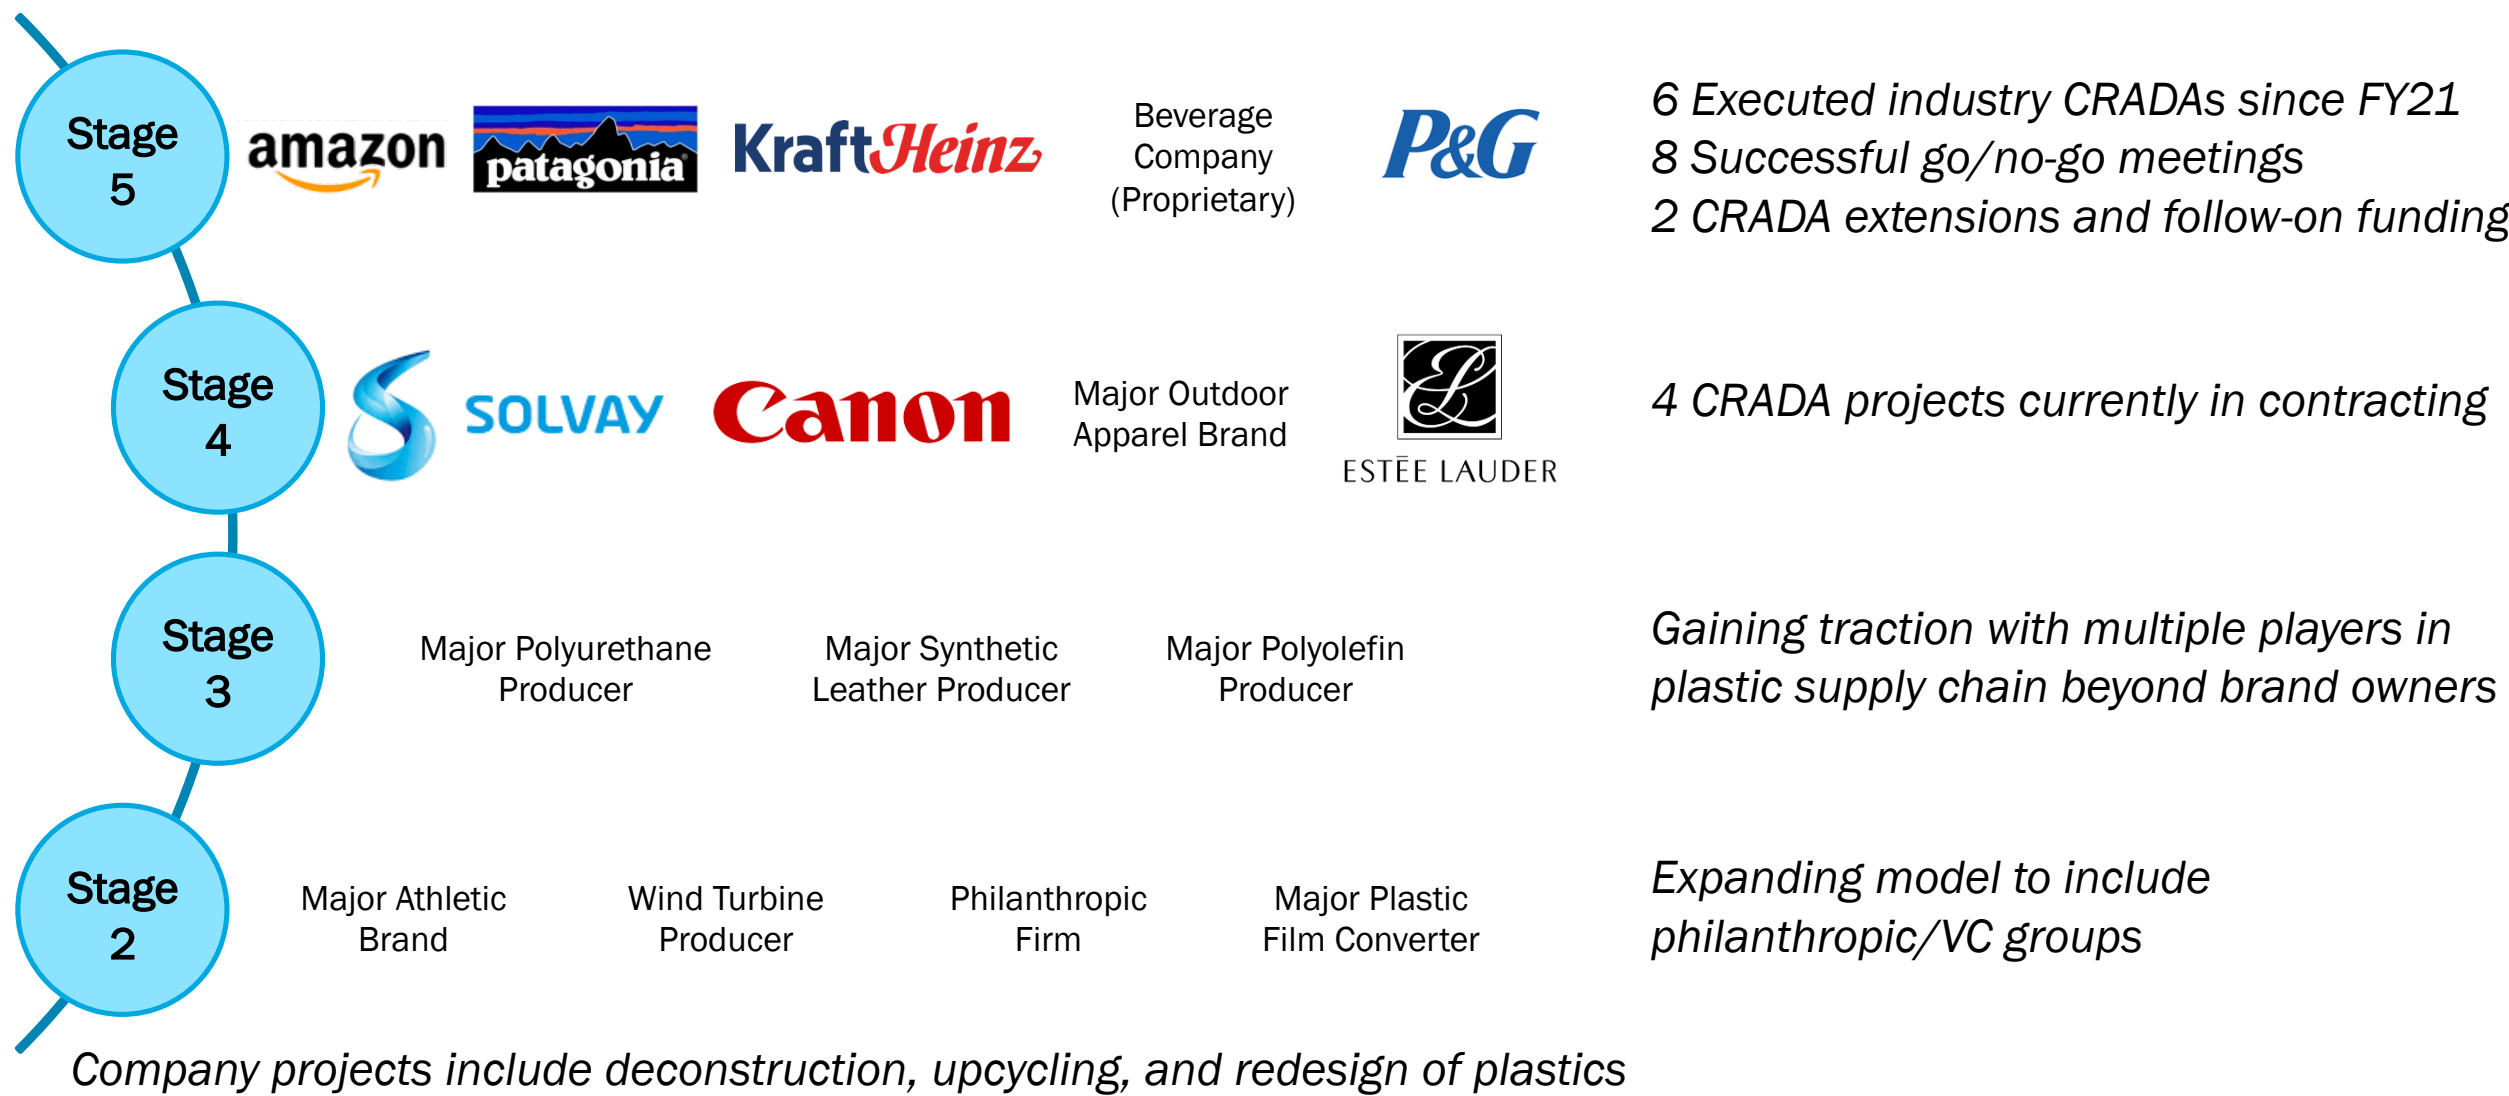 Stage
5
amazon
patagonia®
KraftHeinz
Beverage
Company
(Proprietary)
P&G
6 Executed industry CRADAs since FY21
8 Successful go/no-go meetings
2 CRADA extensions and follow-on funding
Stage
4
SOLVAY
Canon
Major Outdoor
Apparel Brand
EL
ESTĒE LAUDER
4 CRADA projects currently in contracting
Stage
3
Major Polyurethane
Producer
Major Synthetic
Leather Producer
Major Polyolefin
Producer
Gaining traction with multiple players in
plastic supply chain beyond brand owners
Stage
2
Major Athletic
Brand
Wind Turbine
Producer
Philanthropic
Firm
Major Plastic
Film Converter
Expanding model to include
philanthropic/VC groups
Company projects include deconstruction, upcycling, and redesign of plastics